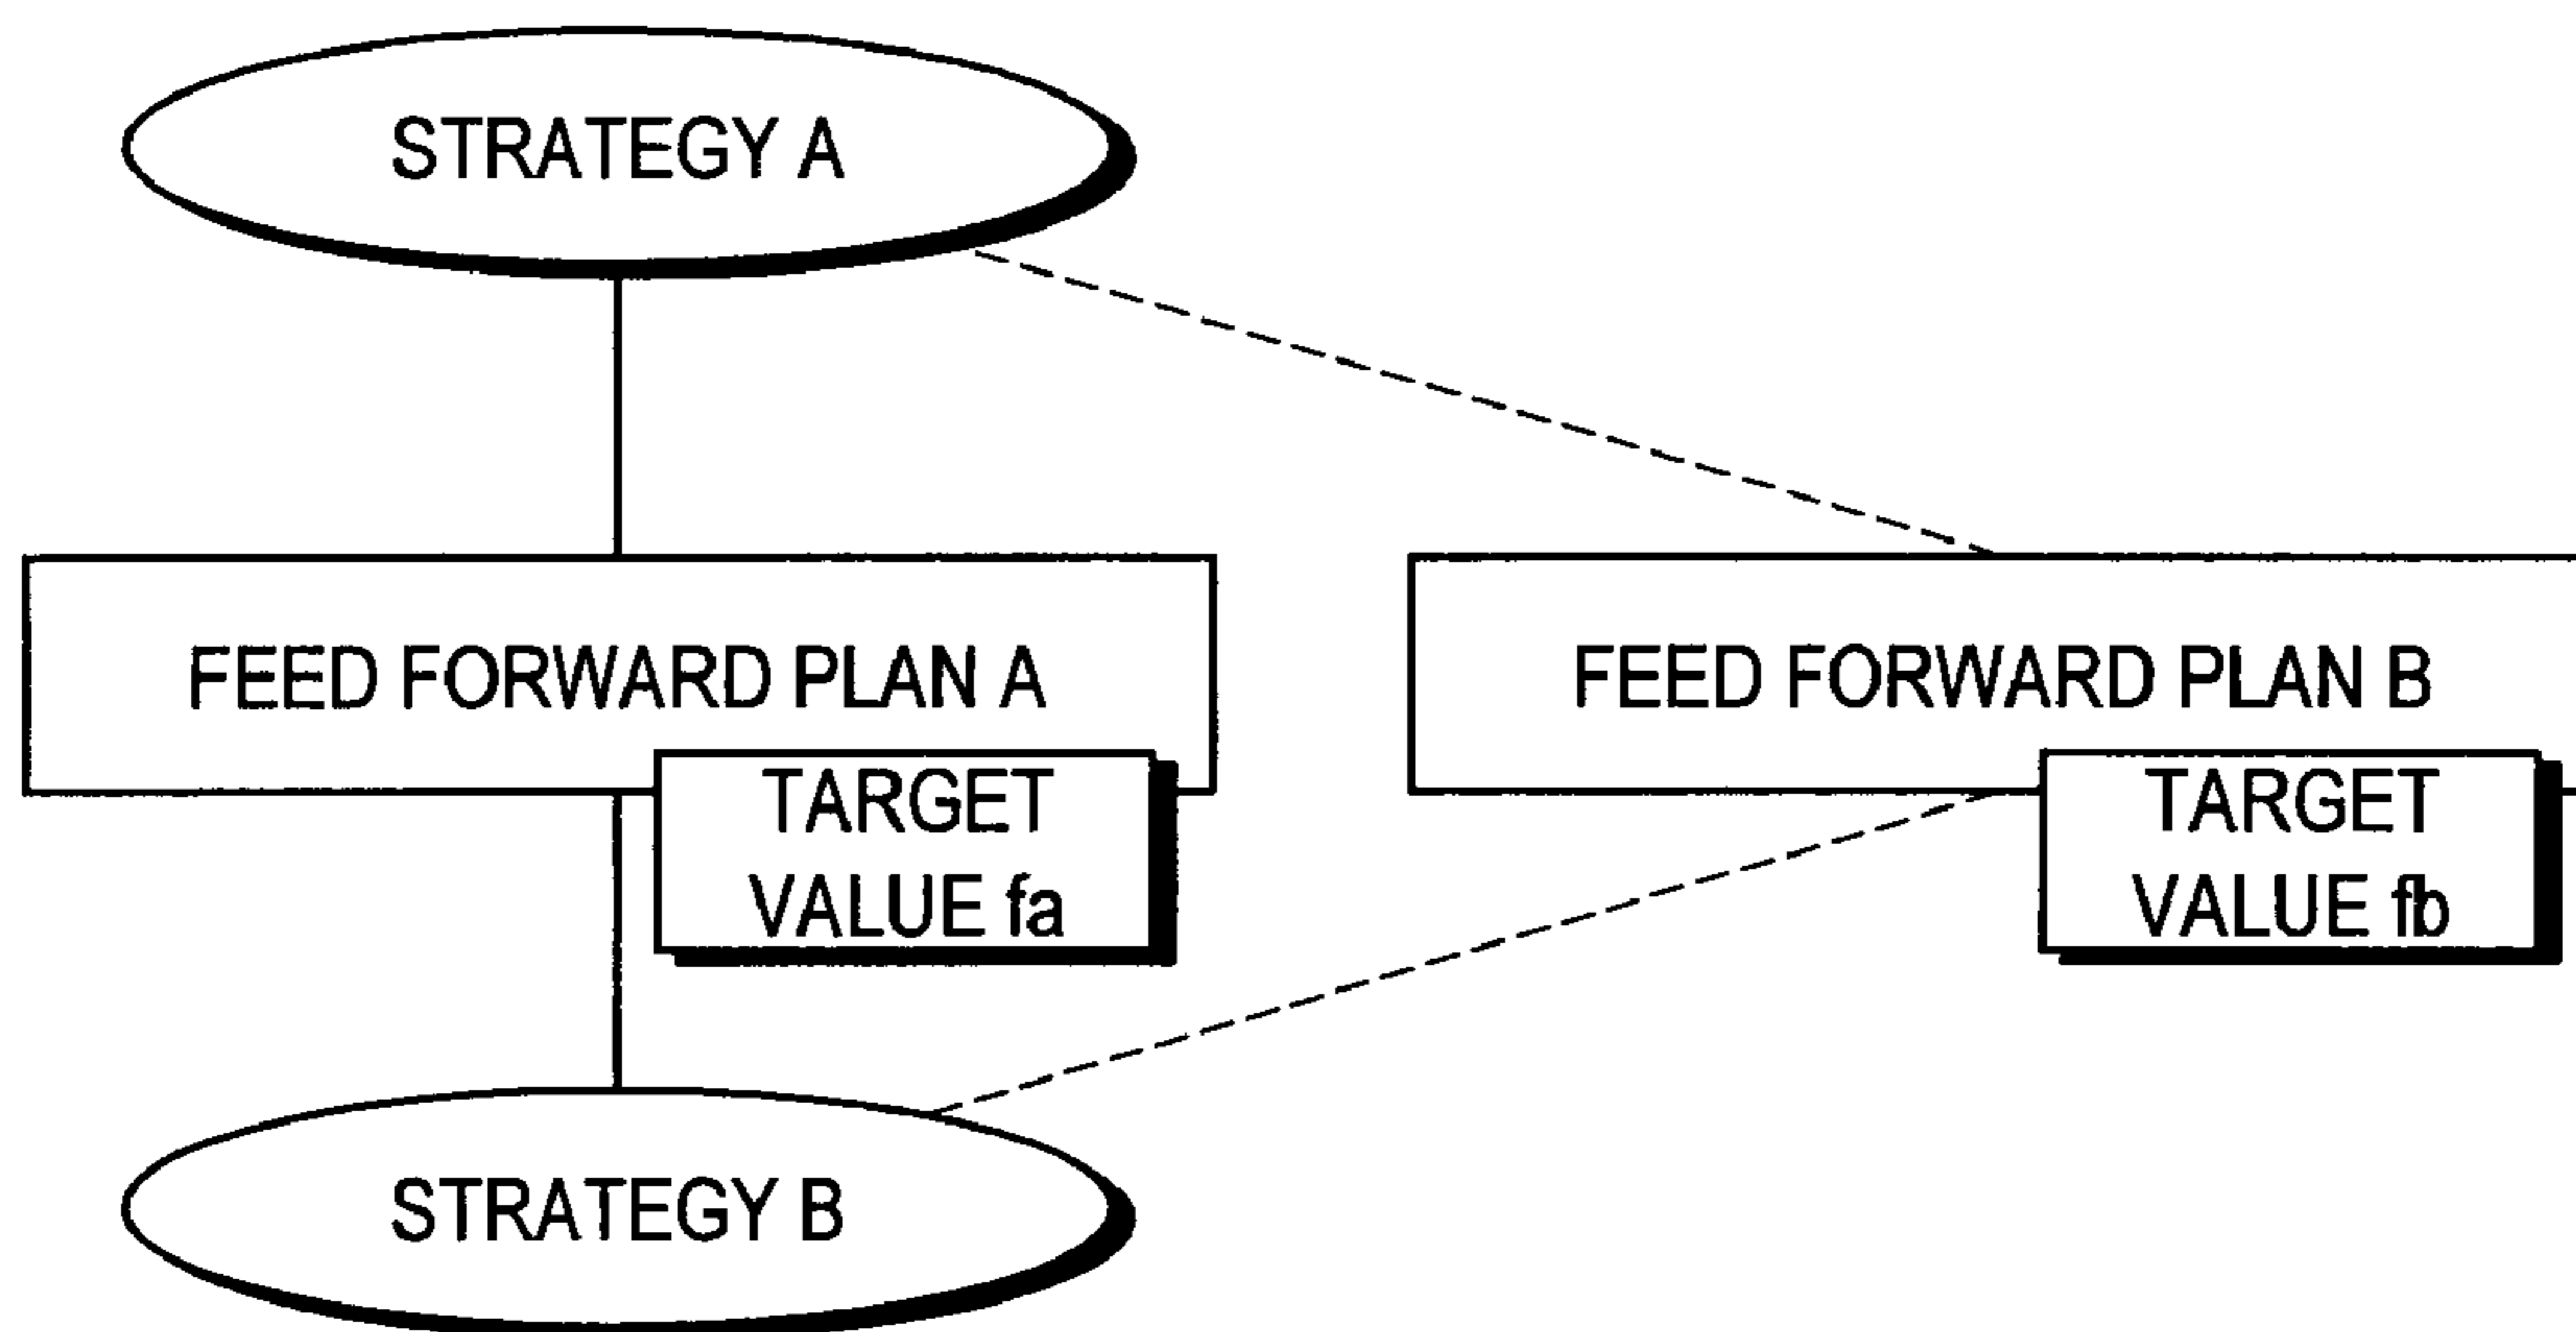 STRATEGY A
FEED FORWARD PLAN A
TARGET
VALUE fa
FEED FORWARD PLAN B
TARGET
VALUE fb
STRATEGY B